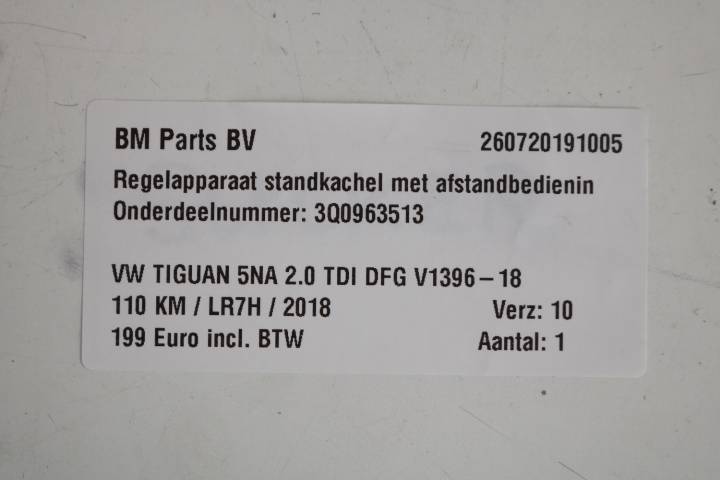 BM Parts BV 260720191005
Regelapparaat standkachel met afstandbedienin
Onderdeelnummer: 3Q0963513
VW TIGUAN 5NA 2.0 TDI DFG V1396-18
110 KM / LR7H / 2018 Verz: 10
199 Euro incl. BTW Aantal: 1